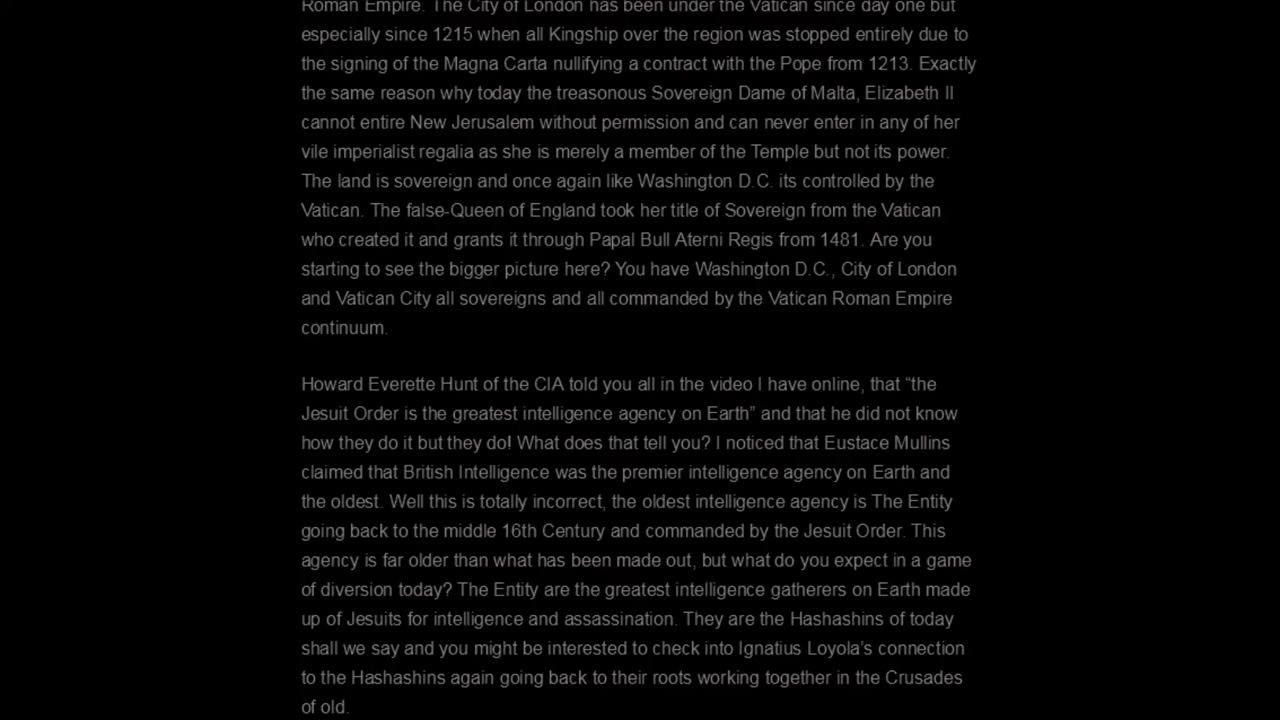 Roman Empire. The City of London has been under the Vatican since day one but
especially since 1215 when all Kingship over the region was stopped entirely due to
the signing of the Magna Carta nullifying a contract with the Pope from 1213. Exactly
the same reason why today the treasonous Sovereign Dame of Malta, Elizabeth II
cannot entire New Jerusalem without permission and can never enter in any of her
vile imperialist regalia as she is merely a member of the Temple but not its power.
The land is sovereign and once again like Washington D.C. its controlled by the
Vatican. The false-Queen of England took her title of Sovereign from the Vatican
who created it and grants it through Papal Bull Aterni Regis from 1481. Are you
starting to see the bigger picture here? You have Washington D.C., City of London
and Vatican City all sovereigns and all commanded by the Vatican Roman Empire
continuum.
Howard Everette Hunt of the CIA told you all in the video I have online, that “the
Jesuit Order is the greatest intelligence agency on Earth” and that he did not know
how they do it but they do! What does that tell you? I noticed that Eustace Mullins
claimed that British Intelligence was the premier intelligence agency on Earth and
the oldest. Well this is totally incorrect, the oldest intelligence agency is The Entity
going back to the middle 16th Century and commanded by the Jesuit Order. This
agency is far older than what has been made out, but what do you expect in a game
of diversion today? The Entity are the greatest intelligence gatherers on Earth made
up of Jesuits for intelligence and assassination. They are the Hashashins of today
shall we say and you might be interested to check into Ignatius Loyola’s connection
to the Hashashins again going back to their roots working together in the Crusades
of old.